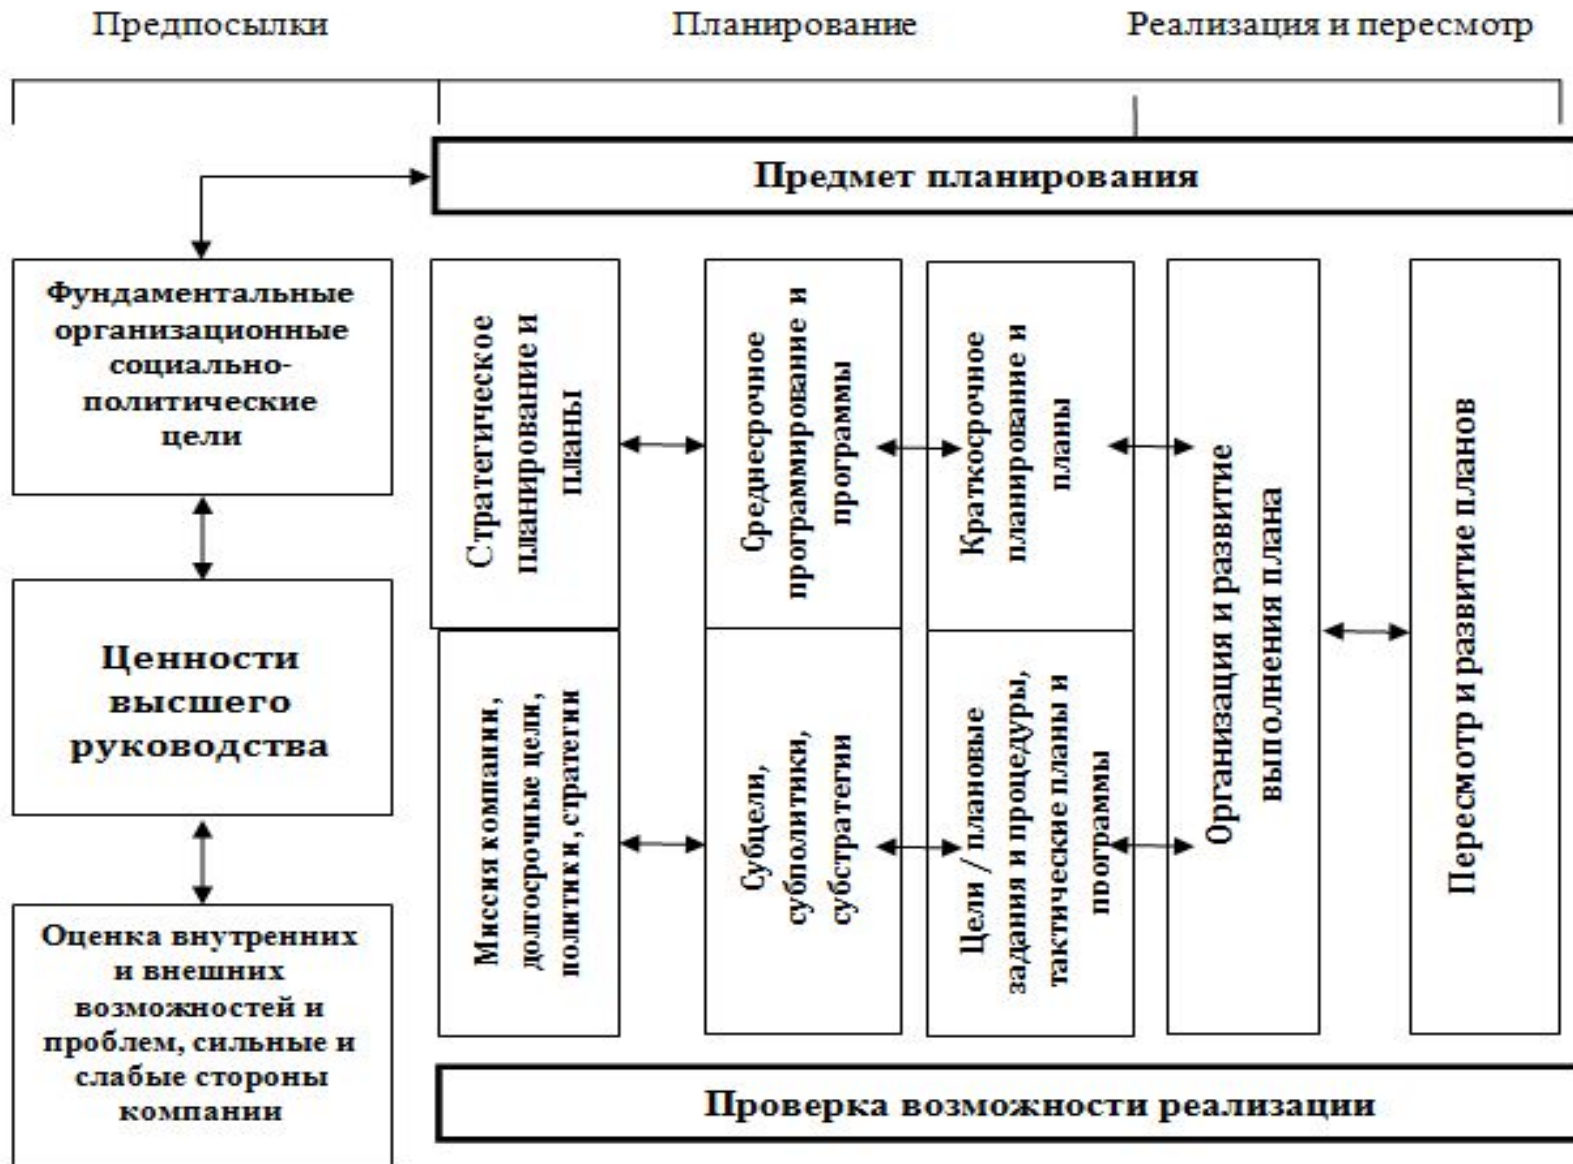 Предпосылки
Планирование
Реализация и пересмотр
Предмет планирования
Фундаментальные
организационные
социально-
политические
цели
Ценности
высшего
руководства
Оценка внутренних
и внешних
возможностей и
проблем, сильные и
слабые стороны
компании
Стратегическое
планирование и
планы
Миссия компании,
долгосрочные цели,
политики, стратегии
Среднесрочное
программирование и
программы
Субцели,
субполитики,
субстратегии
Краткосрочное
планирование и
планы
Цели / плановые
задания и процедуры,
тактические планы и
программы
Организация и развитие
выполнения плана
Пересмотр и развитие планов
Проверка возможности реализации